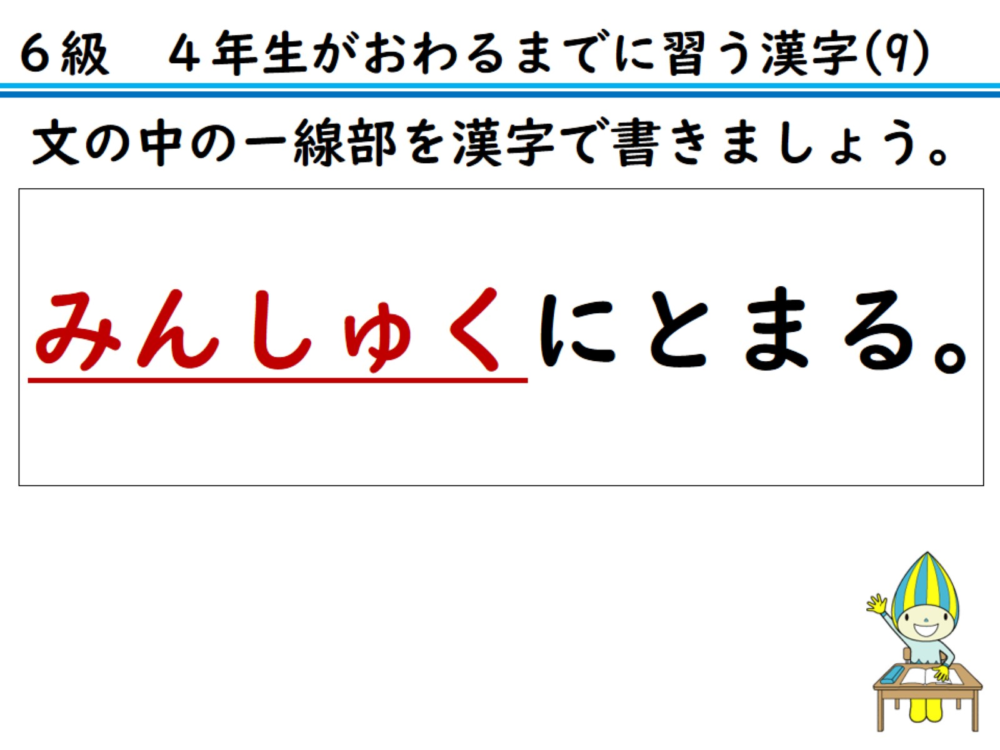 ６級　４年生がおわるまでに習う漢字(9)
文の中の一線部を漢字で書きましょう。
みんしゅくにとまる。